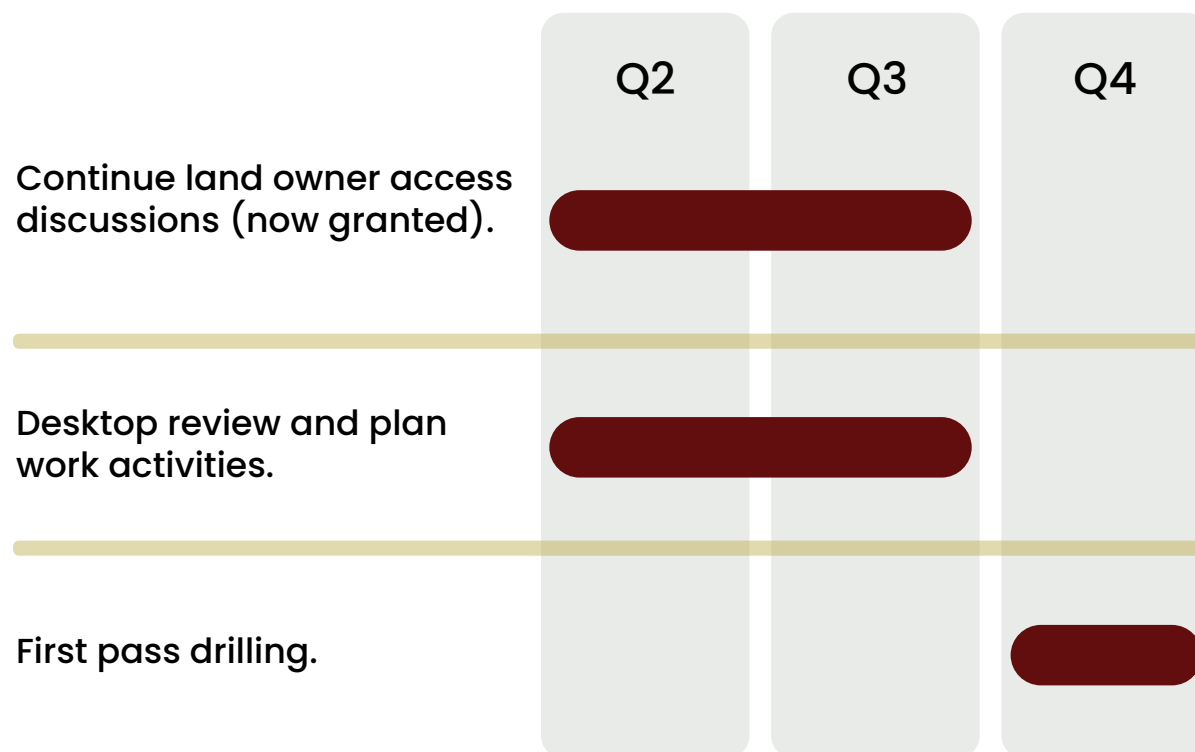 Q2 Q3 Q4
Continue land owner access
discussions (now granted).
Desktop review and plan
work activities.
First pass drilling.